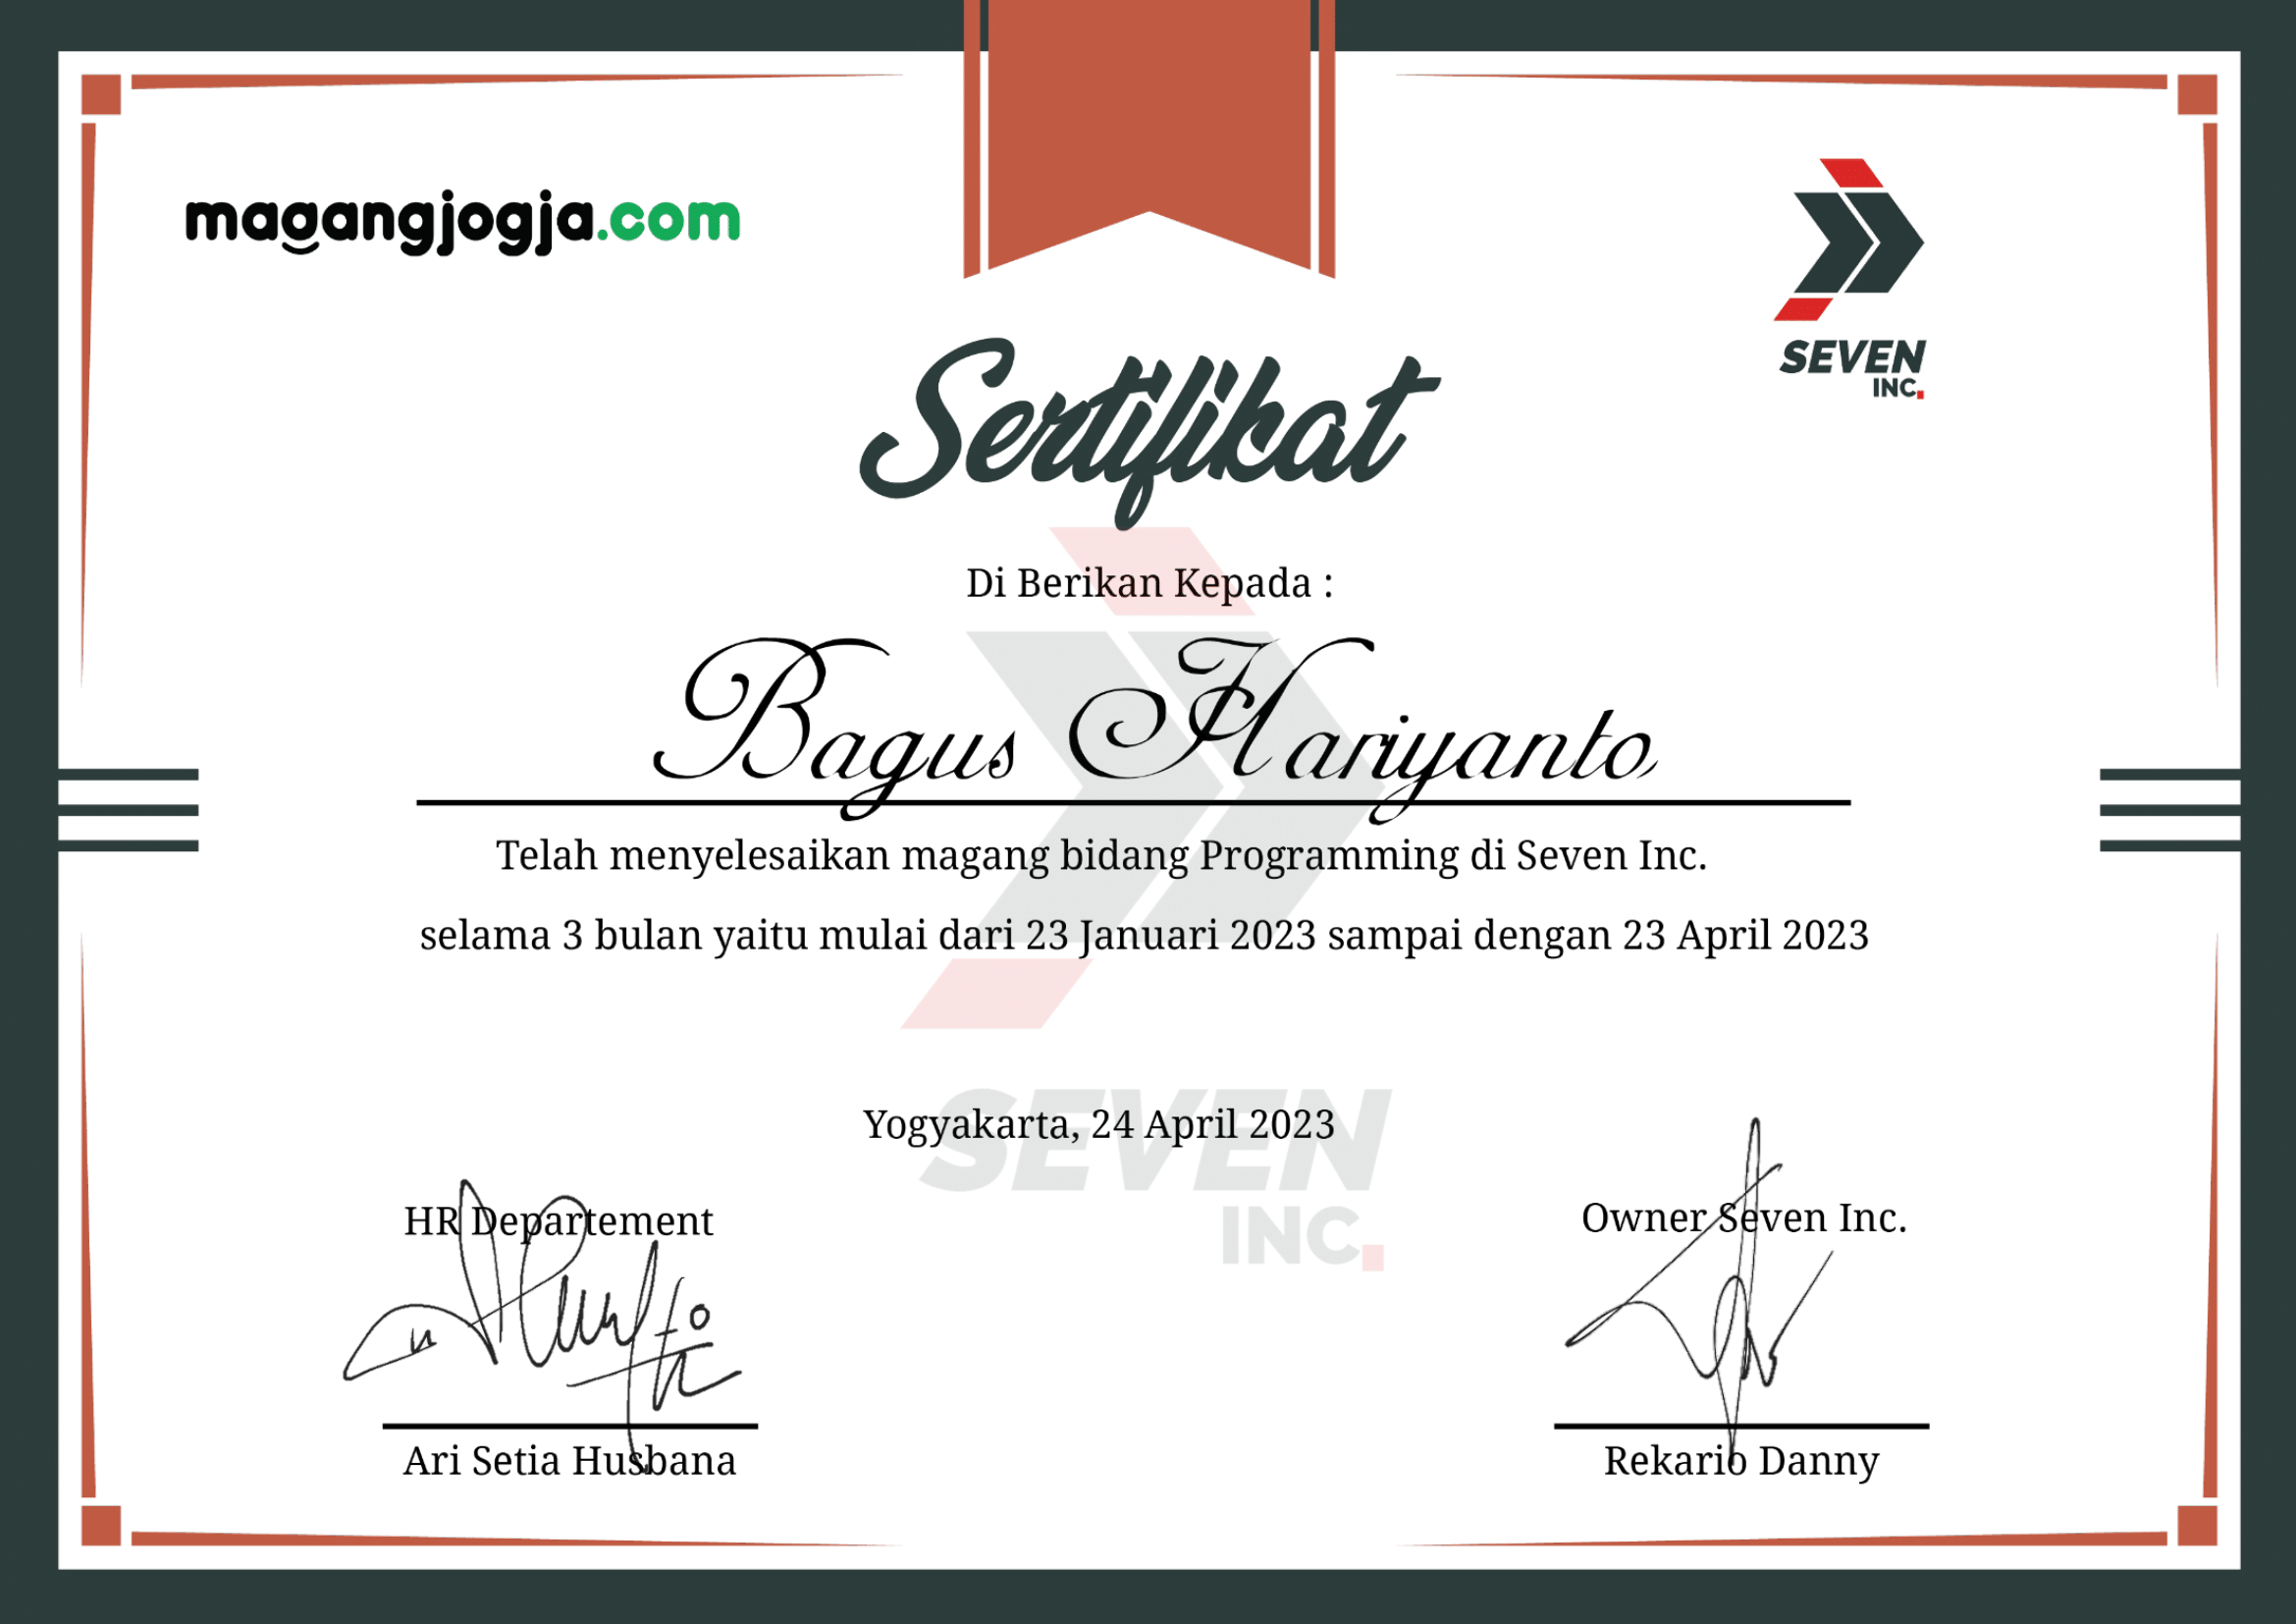 magangjogja.com
SEVEN
INC.
Sertifikat
Di Berikan Kepada :
Bagus Hariyanto
Telah menyelesaikan magang bidang Programming di Seven Inc.
selama 3 bulan yaitu mulai dari 23 Januari 2023 sampai dengan 23 April 2023
SEVEN
INC.
Yogyakarta, 24 April 2023
HR Departement
Owner Seven Inc.
Ari Setia Husbana
Rekario Danny